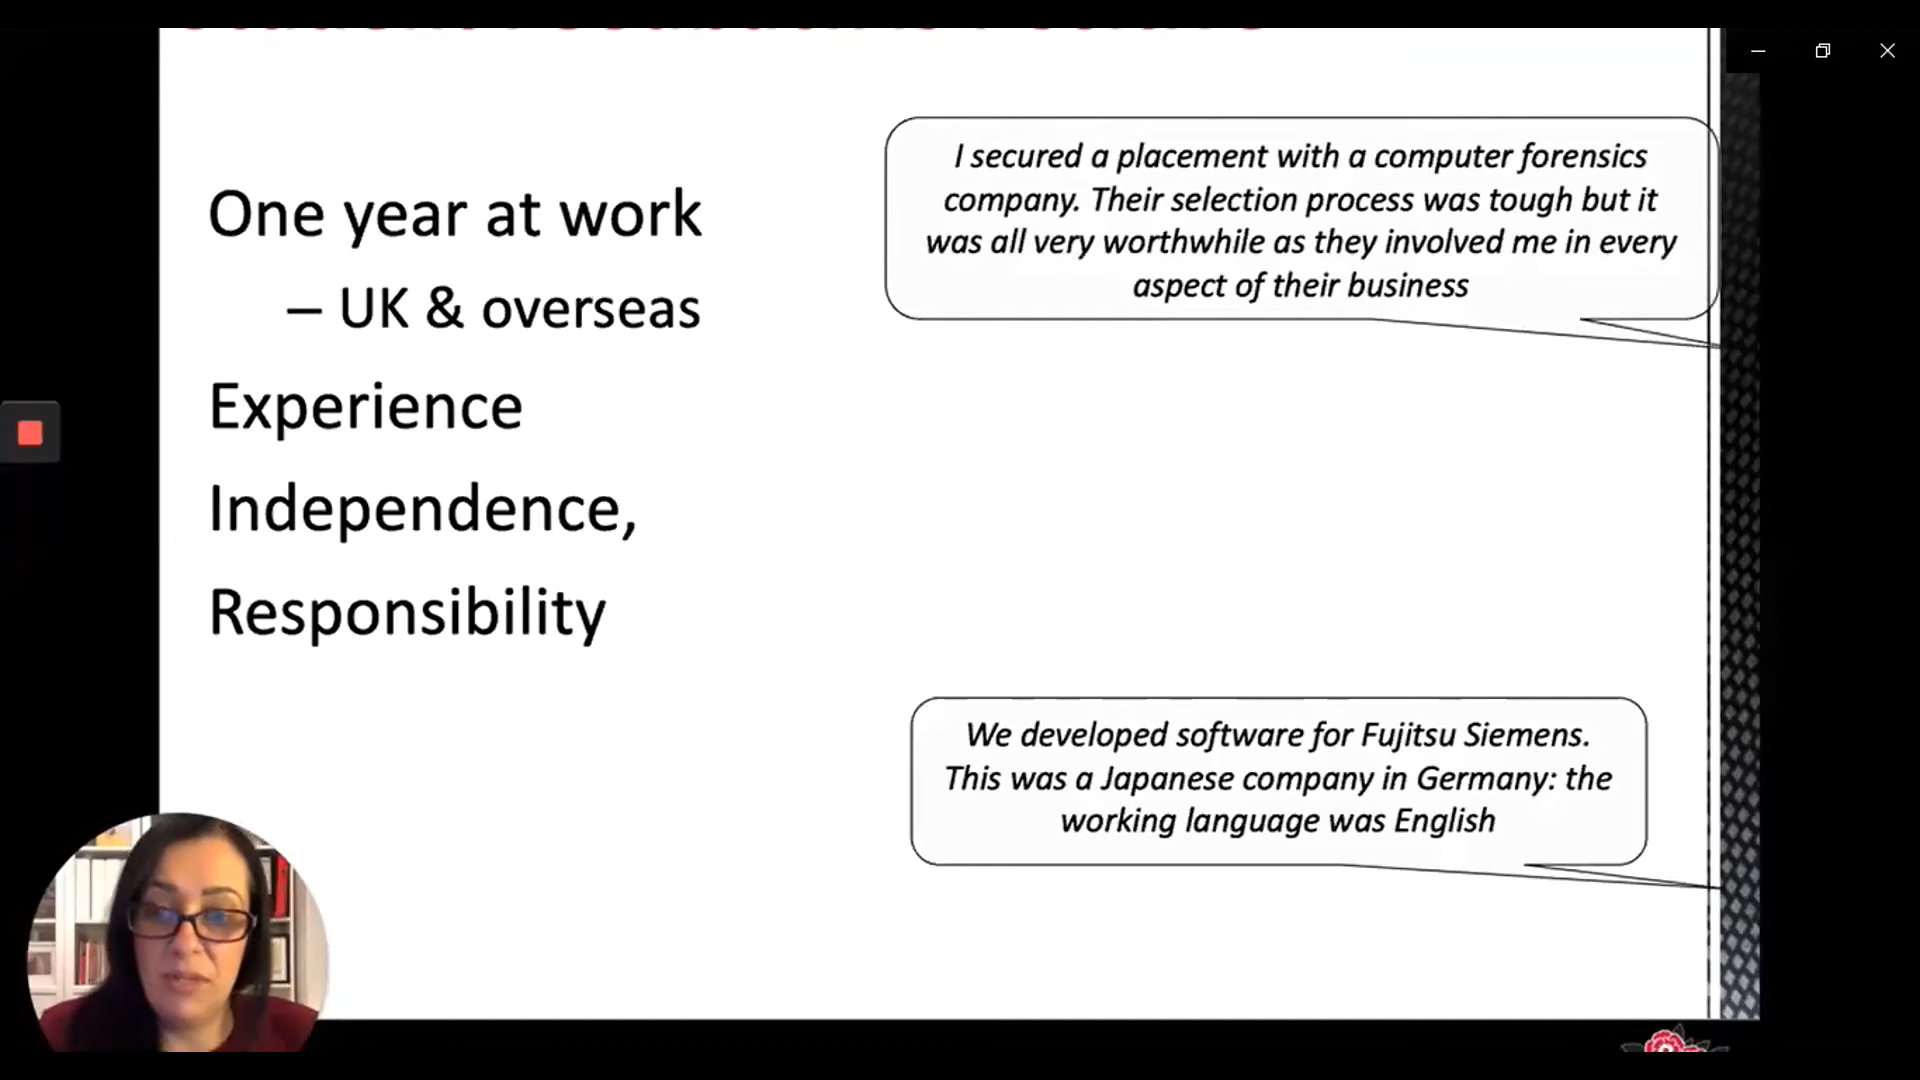 One year at work
– UK & overseas
Experience
Independence,
Responsibility
I secured a placement with a computer forensics
company. Their selection process was tough but it
was all very worthwhile as they involved me in every
aspect of their business
We developed software for Fujitsu Siemens.
This was a Japanese company in Germany: the
working language was English